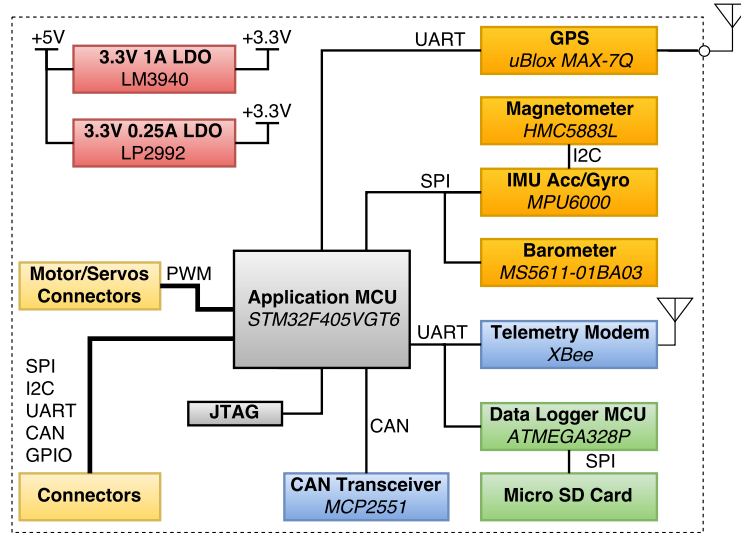 +5V
+3.3V
3.3V 1A LDO
LM3940
+3.3V
3.3V 0.25A LDO
LP2992
UART
GPS
uBlox MAX-7Q
Magnetometer
HMC5883L
I2C
SPI
IMU Acc/Gyro
MPU6000
Barometer
MS5611-01BA03
Motor/Servos
Connectors
PWM
Application MCU
STM32F405VGT6
UART
Telemetry Modem
XBee
SPI
I2C
UART
CAN
GPIO
JTAG
CAN
Data Logger MCU
ATMEGA328P
SPI
Connectors
CAN Transceiver
MCP2551
Micro SD Card